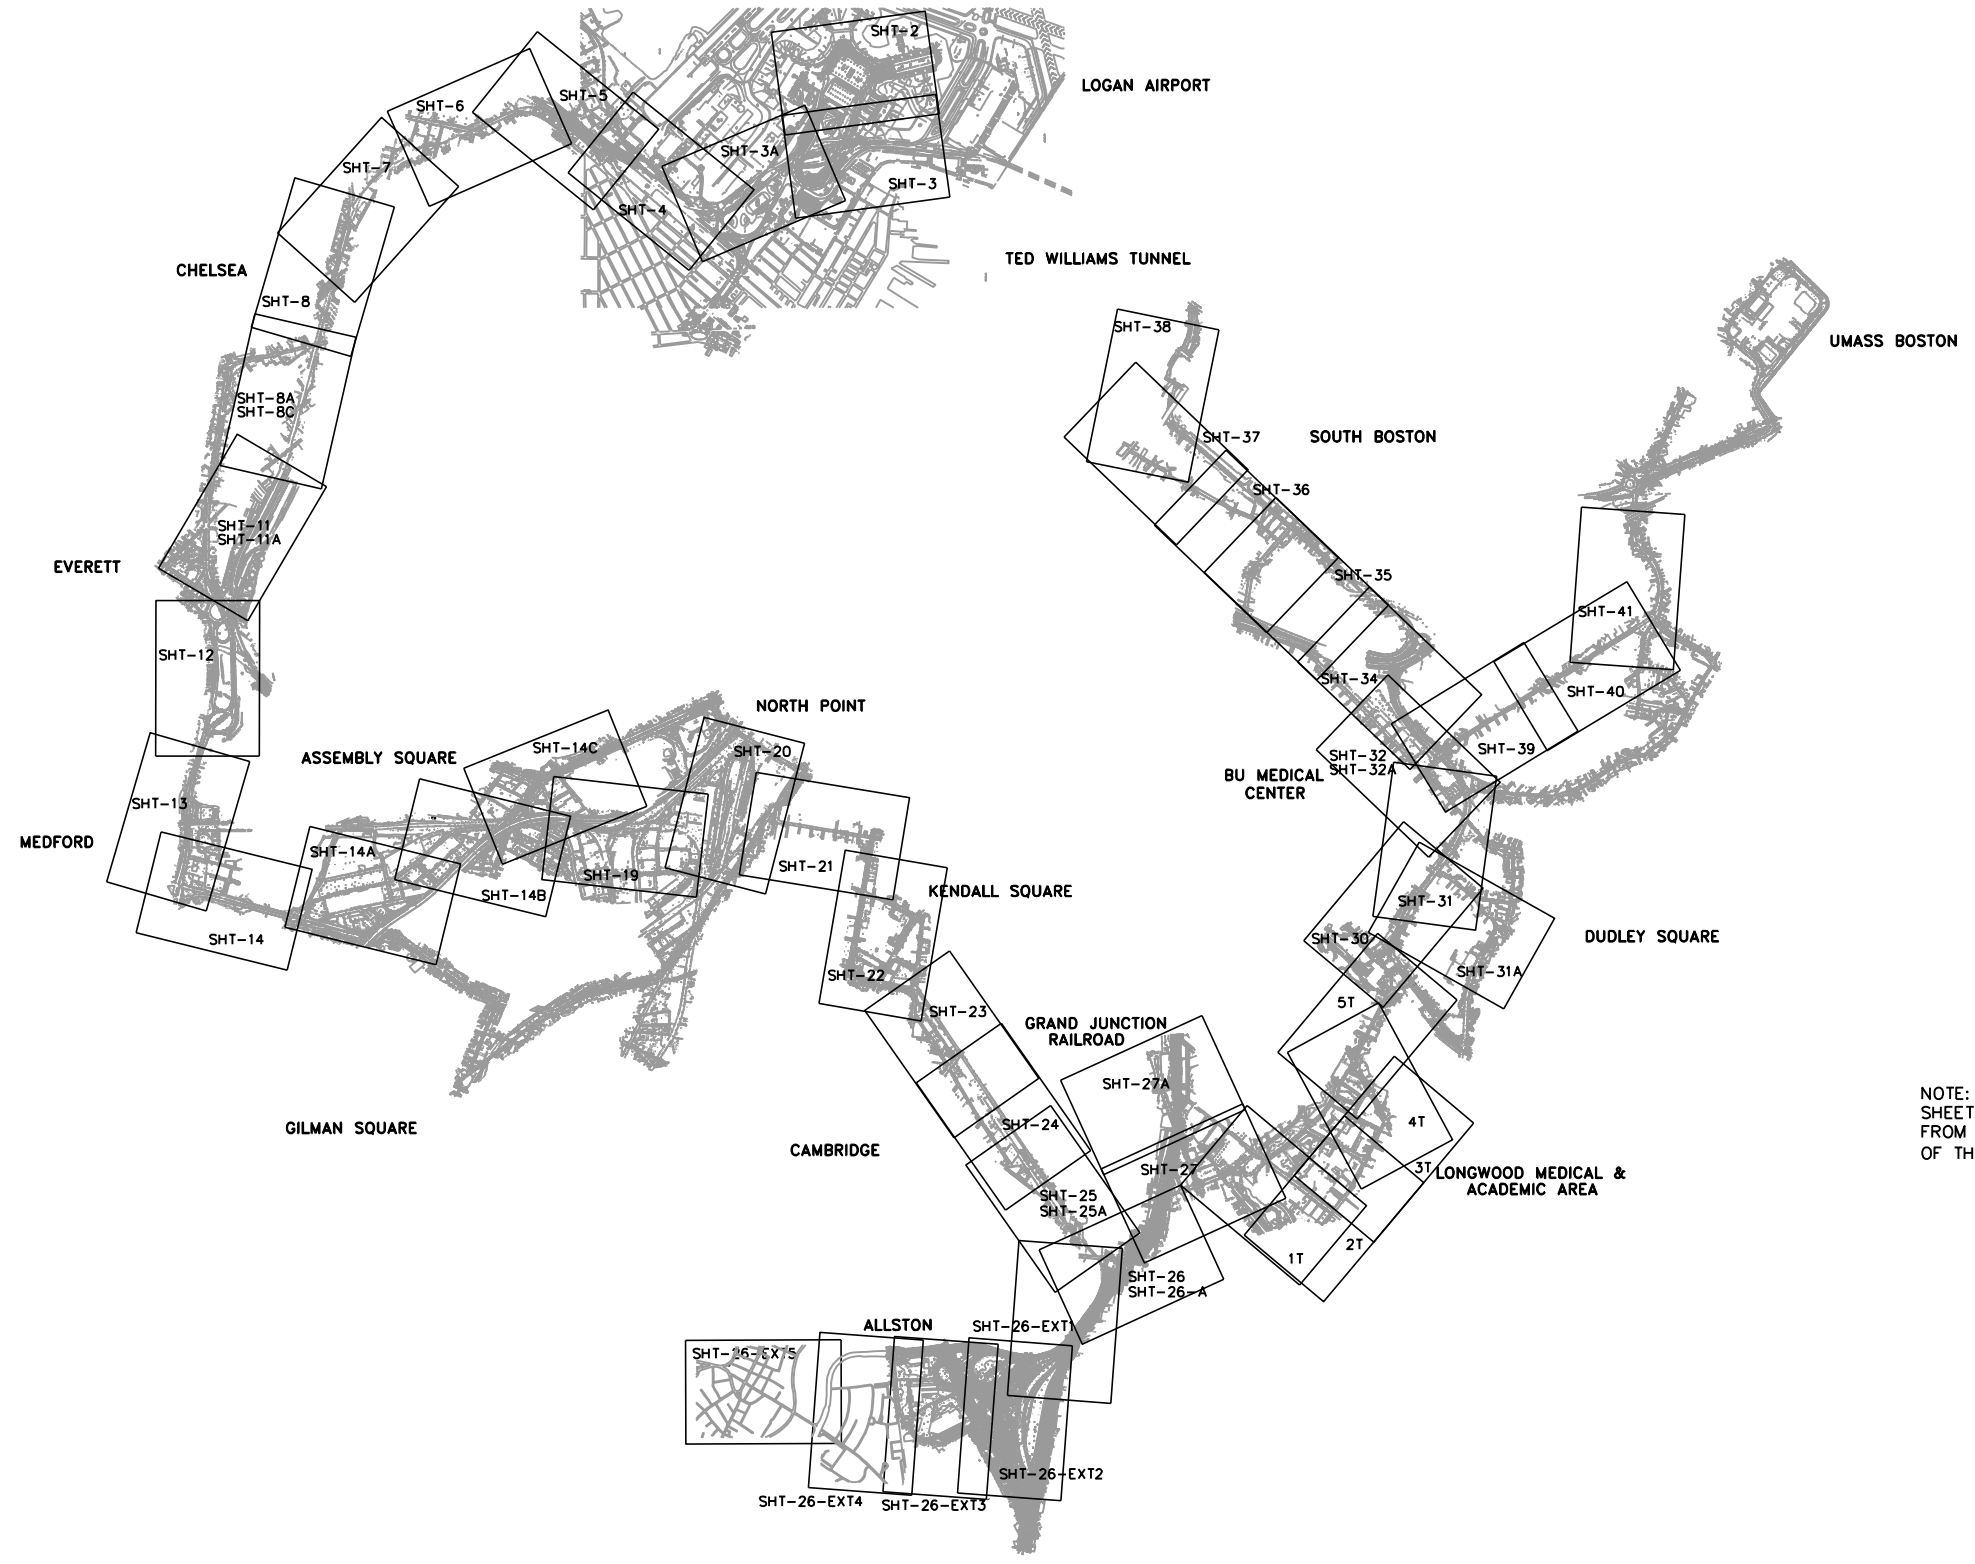 SHT-2
LOGAN AIRPORT
SHT-5
SHT-6
SHT-3A
SHT-7
SHT-3
SHT-4
TED WILLIAMS TUNNEL
CHELSEA
SHT-8
SHT-38
UMASS BOSTON
SHT-8A
SHT-8C
SHT-37
SOUTH BOSTON
SHT-36
SHT-11
SHT-11A
EVERETT
SHT-35
SHT-41
SHT-12
SHT-34
SHT-40
NORTH POINT
SHT-14C
SHT-20
SHT-39
ASSEMBLY SQUARE
SHT-32
SHT-32A
BU MEDICAL
CENTER
SHT-13
MEDFORD
SHT-14A
SHT-21
SHT-19
SHT-14B
KENDALL SQUARE
SHT-31
SHT-14
SHT-30
DUDLEY SQUARE
SHT-22
SHT-31A
5T
SHT-23
GRAND JUNCTION
RAILROAD
SHT-27A
NOTE:
SHEET
FROM
OF TH
GILMAN SQUARE
SHT-24
4T
CAMBRIDGE
SHT-27
3T
LONGWOOD MEDICAL &
ACADEMIC AREA
SHT-25
SHT-25A
2T
1T
SHT-26
SHT-26-A
ALLSTON
SHT-26-EXT1
SHT-26-EXT5
SHT-26-EXT2
SHT-26-EXT4
SHT-26-EXT3